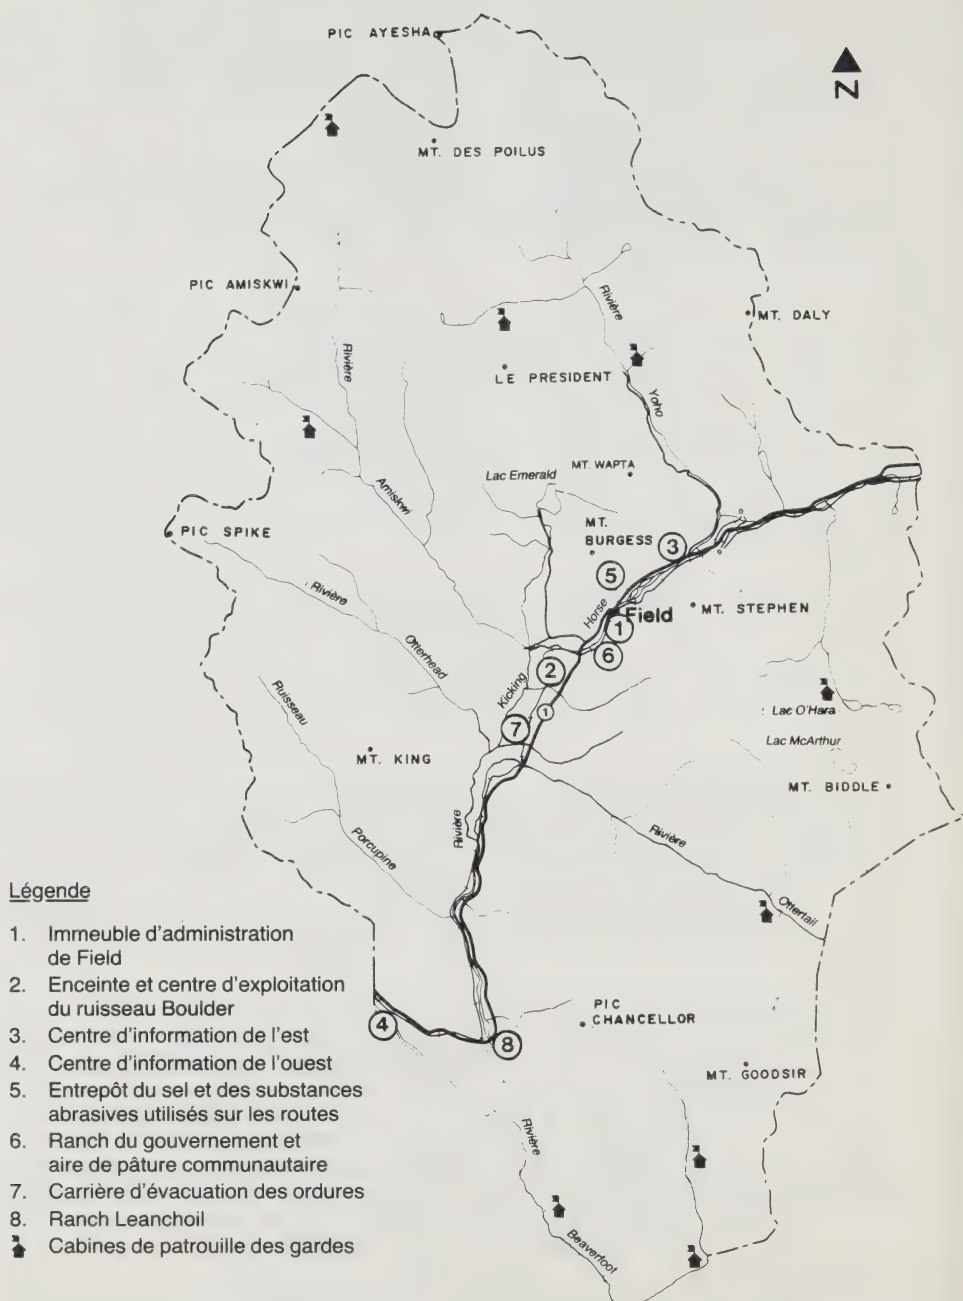 PIC AYESHA
N
MT. DES POILUS
PIC AMISKWI
Rivière
MT. DALY
Rivière
LE PRESIDENT
Yoho
Lac Emerald
MT. WAPTA
Amiskwi
PIC SPIKE
MT.
BURGESS
3
5
Rivière
Horse
Field
MT. STEPHEN
1
6
Otterhead
2
Kicking
Ruisseau
1
Lac O'Hara
7
Lac McArthur
MT. KING
MT. BIDDLE
Rivière
Rivière
Porcupine
Ottertail
PIC
CHANCELLOR
4
8
MT. GOODSIR
Rivière
Beaverfoot
Légende
1. Immeuble d'administration
de Field
2. Enceinte et centre d'exploitation
du ruisseau Boulder
3. Centre d'information de l'est
4. Centre d'information de l'ouest
5. Entrepôt du sel et des substances
abrasives utilisés sur les routes
6. Ranch du gouvernement et
aire de pâture communautaire
7. Carrière d'évacuation des ordures
8. Ranch Leanchoil
Cabines de patrouille des gardes